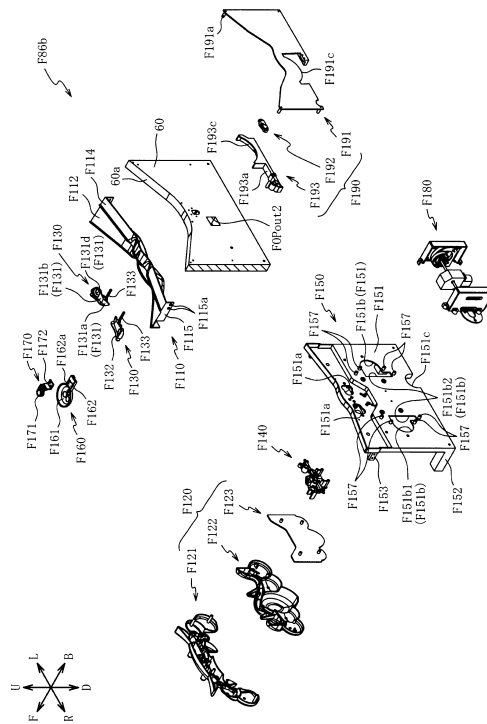 F86b
F191a
F191c
F191
F192
F193
F190
F193c
F193a
60
60a
F0Pout2
F114
F112
F130
F131b
(F131)
F131d
(F131)
F133
F131a
(F131)
F132
F133
F130
F115a
F115
F110
F170
F172
F162a
F171
F161
F160
F162
F180
F150
F151b (F151)
F157
F151
F157
F151a
F151a
F151c
F151b2
(F151b)
F157
F157
F153
F151b1
(F151b)
F152
F140
F120
F123
F122
F121
U
L
B
D
R
F